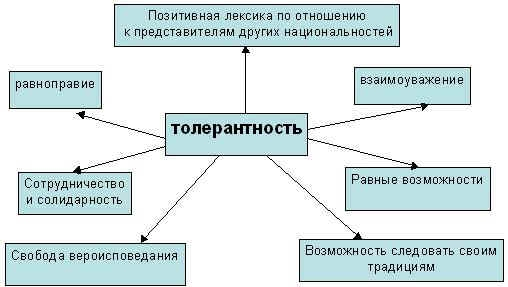 Позитивная лексика по отношению
к представителям других национальностей
равноправие
взаимоуважение
толерантность
Сотрудничество
и солидарность
Равные возможности
Свобода вероисповедания
Возможность следовать своим
традициям